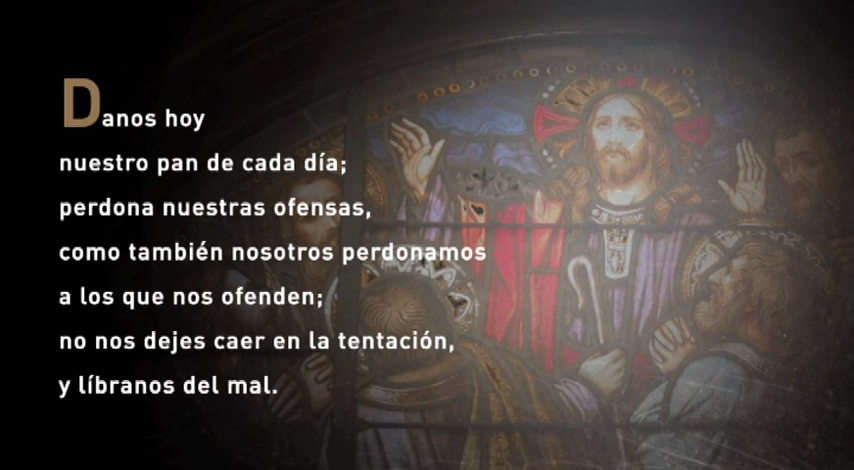 Danos hoy
nuestro pan de cada día;
perdona nuestras ofensas,
como también nosotros perdonamos
a los que nos ofenden;
no nos dejes caer en la tentación,
y líbranos del mal.